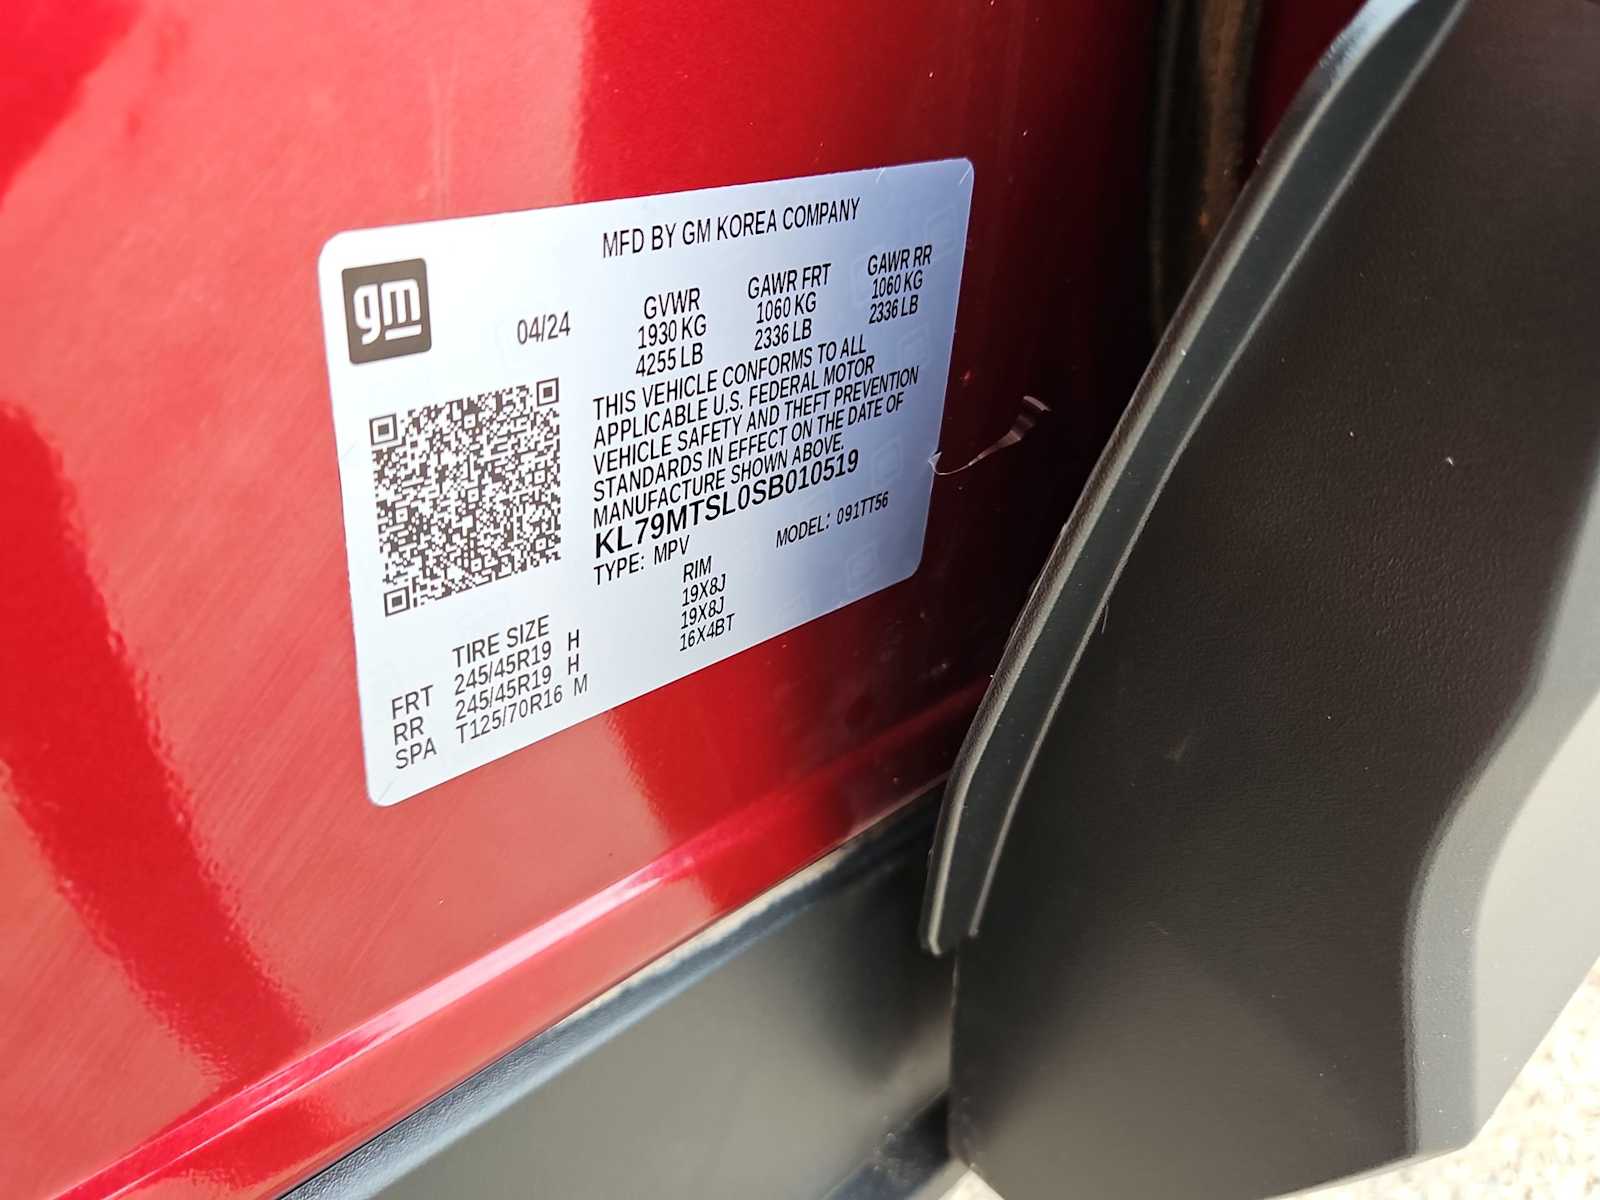 MFD BY GM KOREA COMPANY
gm
04/24
GVWR
1930 KG
4255 LB
GAWR FRT
1060 KG
2336 LB
GAWR RR
1060 KG
2336 LB
THIS VEHICLE CONFORMS TO ALL
APPLICABLE U.S. FEDERAL MOTOR
VEHICLE SAFETY AND THEFT PREVENTION
STANDARDS IN EFFECT ON THE DATE OF
MANUFACTURE SHOWN ABOVE.
KL79MTSL0SB010519
TYPE: MPV MODEL: 091TT56
TIRE SIZE RIM
FRT 245/45R19 H 19X8J
RR 245/45R19 H 19X8J
SPA T125/70R16 M 16X4BT